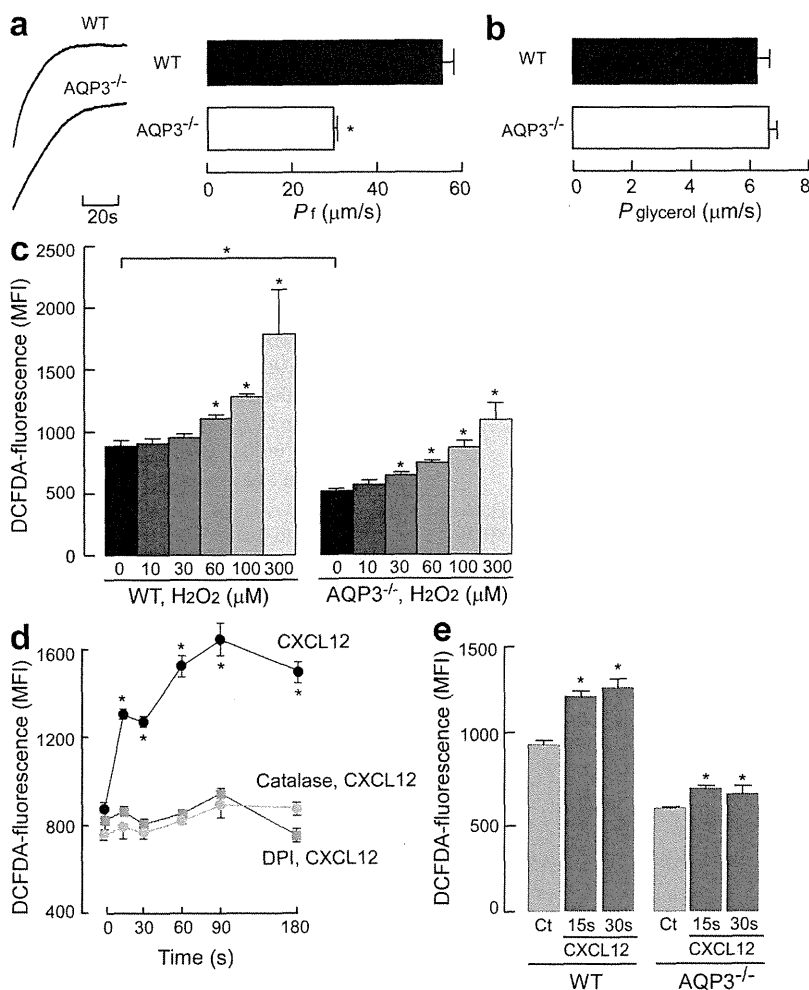 a
WT
AQP3-/-
20s
WT
AQP3-/-
*
0 20 40 60
Pf (μm/s)
b
WT
AQP3-/-
0 2 4 6 8
Pglycerol (μm/s)
c
DCFDA-fluorescence (MFI)
2500
2000
1500
1000
500
0
*
* * *
* * * *
0 10 30 60 100 300
WT, H2O2 (μM)
0 10 30 60 100 300
AQP3-/-, H2O2 (μM)
d
DCFDA-fluorescence (MFI)
1600
1200
800
400
CXCL12
* * * * *
Catalase, CXCL12
DPI, CXCL12
0 30 60 90 180
Time (s)
e
DCFDA-fluorescence (MFI)
1500
1000
500
0
* *
* *
Ct 15s 30s
CXCL12
WT
Ct 15s 30s
CXCL12
AQP3-/-